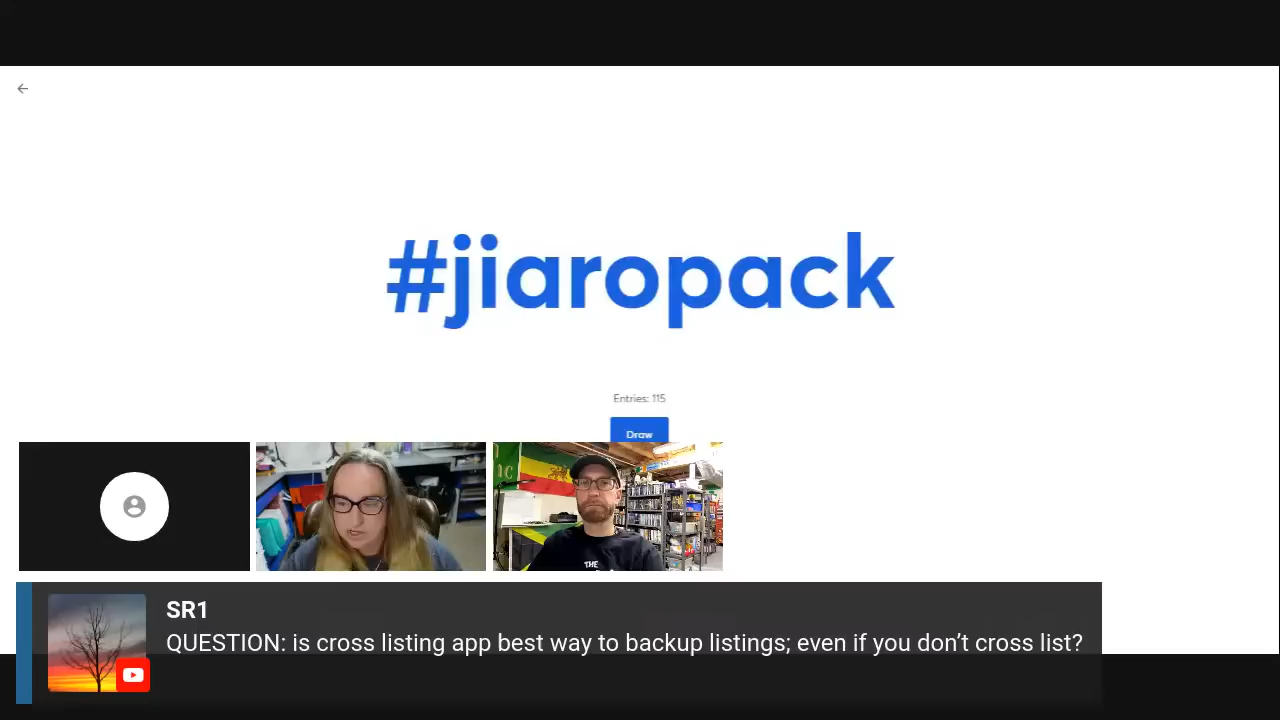 #jiaropack
Entries: 115
Draw
THE
SR1
QUESTION: is cross listing app best way to backup listings; even if you don’t cross list?